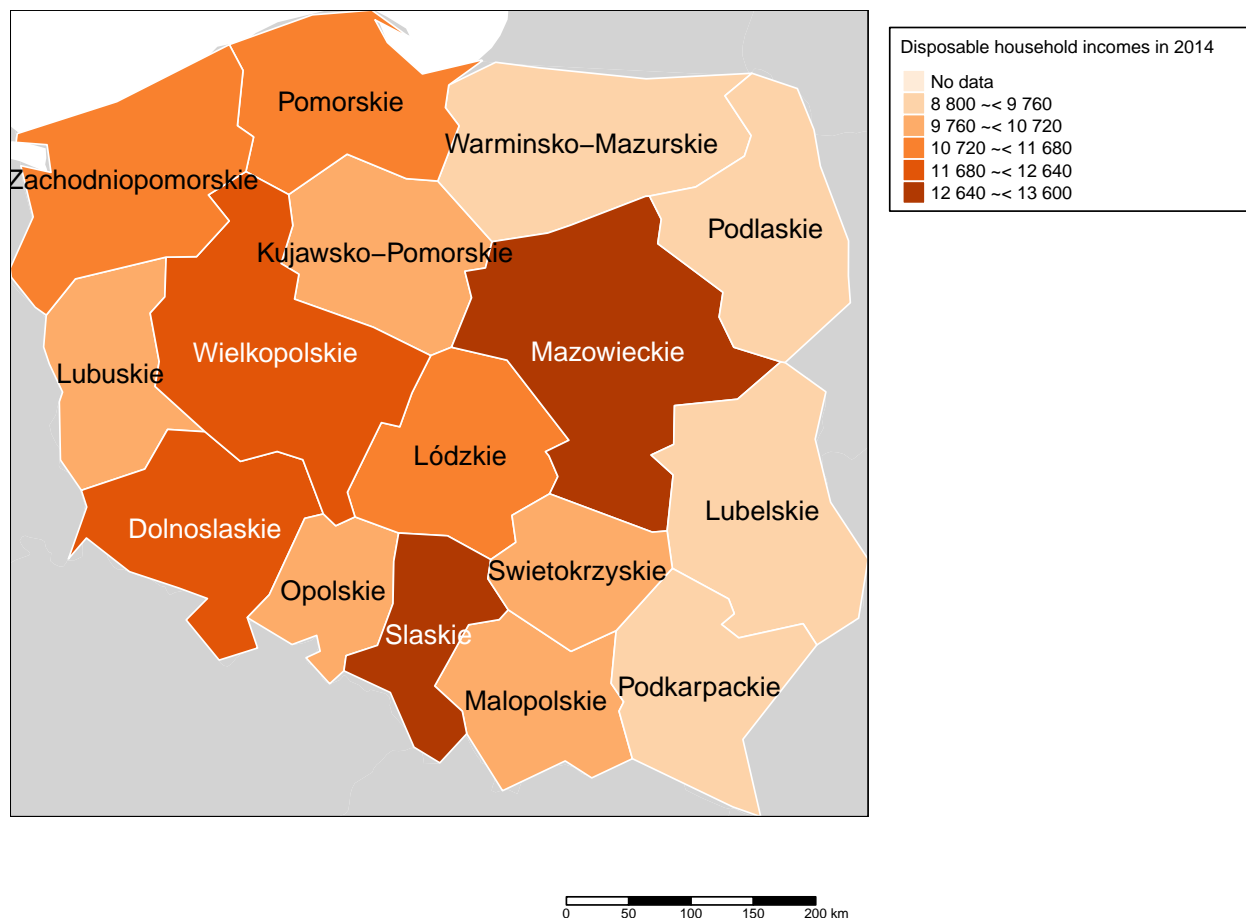 Disposable household incomes in 2014
No data
8 800 ~< 9 760
9 760 ~< 10 720
10 720 ~< 11 680
11 680 ~< 12 640
12 640 ~< 13 600
Pomorskie
Warminsko−Mazurskie
Zachodniopomorskie
Podlaskie
Kujawsko−Pomorskie
Wielkopolskie
Mazowieckie
Lubuskie
Lódzkie
Lubelskie
Dolnoslaskie
Swietokrzyskie
Opolskie
Slaskie
Podkarpackie
Malopolskie
0 50 100 150 200 km